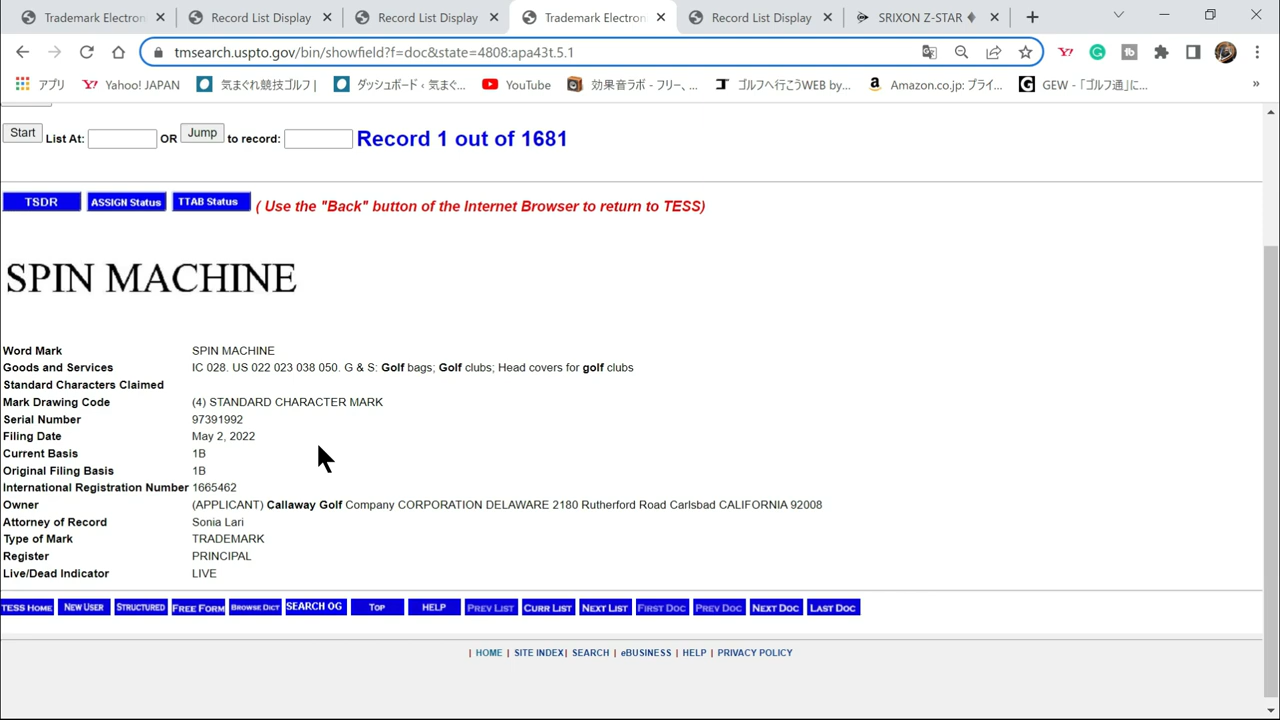 Trademark Electron
Record List Display
Record List Display
Trademark Electron
Record List Display
SRIXON Z-STAR ♦
tmsearch.uspto.gov/bin/showfield?f=doc&state=4808:apa43t.5.1
アプリ
Yahoo! JAPAN
気まぐれ競技ゴルフ |
ダッシュボード ‹ 気まぐ...
YouTube
効果音ラボ - フリー、...
ゴルフへ行こうWEB by...
Amazon.co.jp: プライ...
GEW - 「ゴルフ通」に...
»
Start List At: OR Jump to record: Record 1 out of 1681
TSDR ASSIGN Status TTAB Status ( Use the "Back" button of the Internet Browser to return to TESS)
SPIN MACHINE
Word Mark SPIN MACHINE
Goods and Services IC 028. US 022 023 038 050. G & S: Golf bags; Golf clubs; Head covers for golf clubs
Standard Characters Claimed
Mark Drawing Code (4) STANDARD CHARACTER MARK
Serial Number 97391992
Filing Date May 2, 2022
Current Basis 1B
Original Filing Basis 1B
International Registration Number 1665462
Owner (APPLICANT) Callaway Golf Company CORPORATION DELAWARE 2180 Rutherford Road Carlsbad CALIFORNIA 92008
Attorney of Record Sonia Lari
Type of Mark TRADEMARK
Register PRINCIPAL
Live/Dead Indicator LIVE
TESS HOME NEW USER STRUCTURED FREE FORM BROWSE DICT SEARCH OG TOP HELP PREV LIST CURR LIST NEXT LIST FIRST DOC PREV DOC NEXT DOC LAST DOC
| HOME | SITE INDEX| SEARCH | eBUSINESS | HELP | PRIVACY POLICY